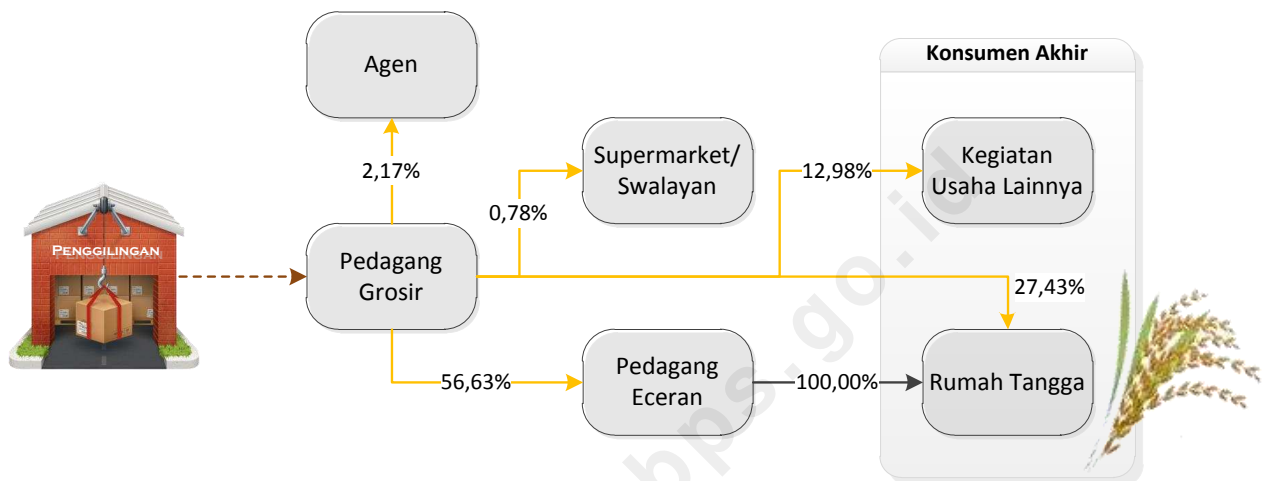 Agen
Konsumen Akhir
2,17%
Supermarket/
Swalayan
12,98%
Kegiatan
Usaha Lainnya
0,78%
PENGGILINGAN
Pedagang
Grosir
27,43%
56,63%
Pedagang
Eceran
100,00%
Rumah Tangga
bps.go.id